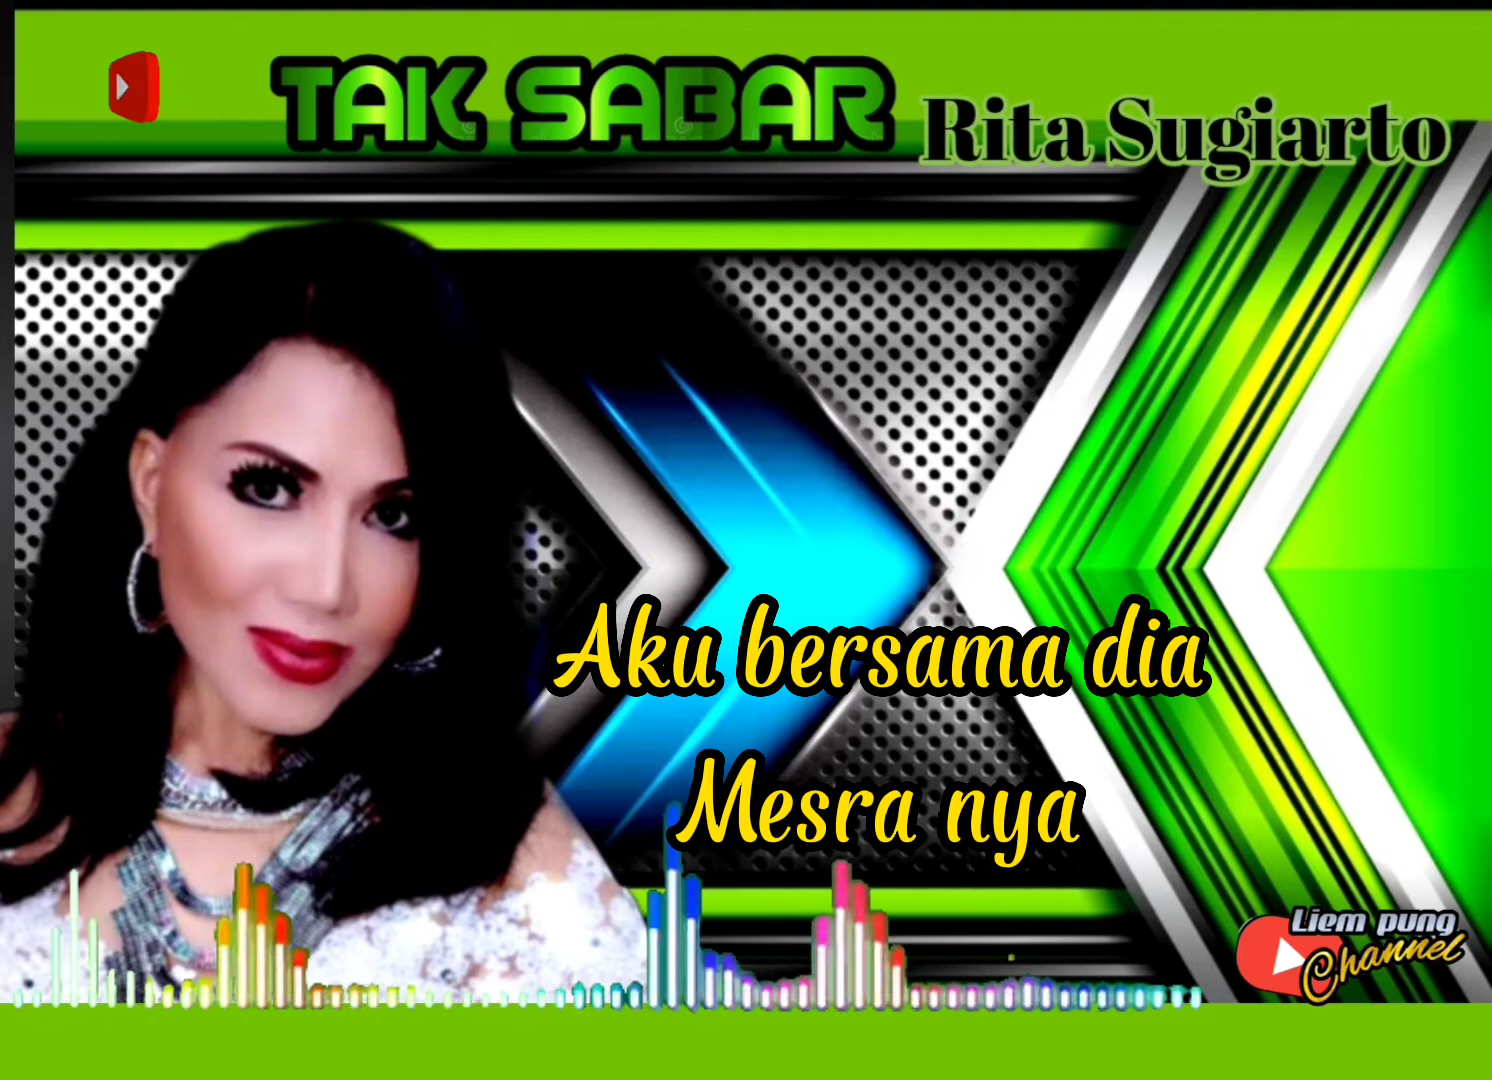 TAK SABAR
Rita Sugiarto
Aku bersama dia
Mesra nya
Liem pung
Channel